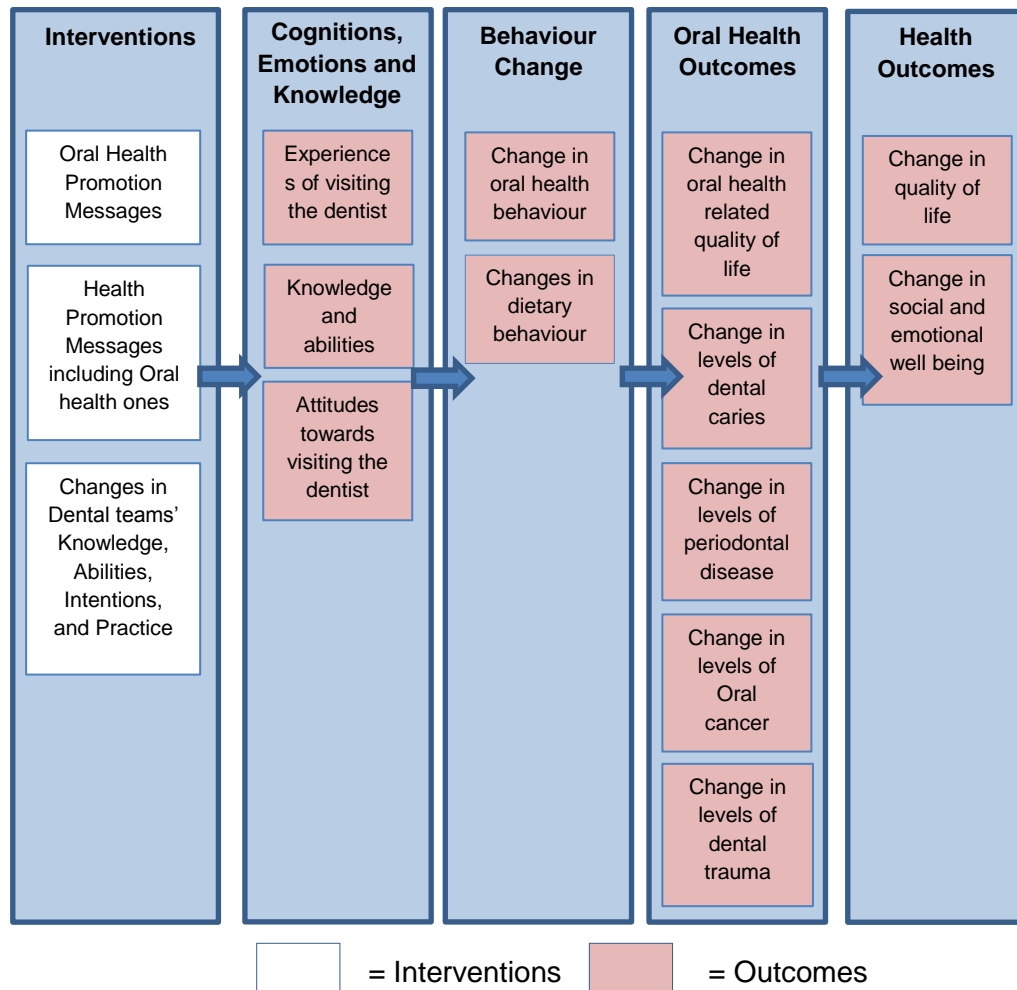 Interventions
Oral Health
Promotion
Messages
Health
Promotion
Messages
including Oral
health ones
Changes in
Dental teams’
Knowledge,
Abilities,
Intentions,
and Practice
Cognitions,
Emotions and
Knowledge
Experience
s of visiting
the dentist
Knowledge
and
abilities
Attitudes
towards
visiting the
dentist
Behaviour
Change
Change in
oral health
behaviour
Changes in
dietary
behaviour
Oral Health
Outcomes
Change in
oral health
related
quality of
life
Change in
levels of
dental
caries
Change in
levels of
periodontal
disease
Change in
levels of
Oral
cancer
Change in
levels of
dental
trauma
Health
Outcomes
Change in
quality of
life
Change in
social and
emotional
well being
= Interventions
= Outcomes